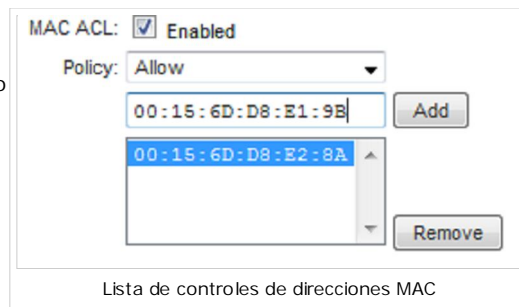 MAC ACL: Enabled
Policy: Allow
o
00:15:6D:D8:E1:9B Add
00:15:6D:D8:E2:8A
Remove
Lista de controles de direcciones MAC